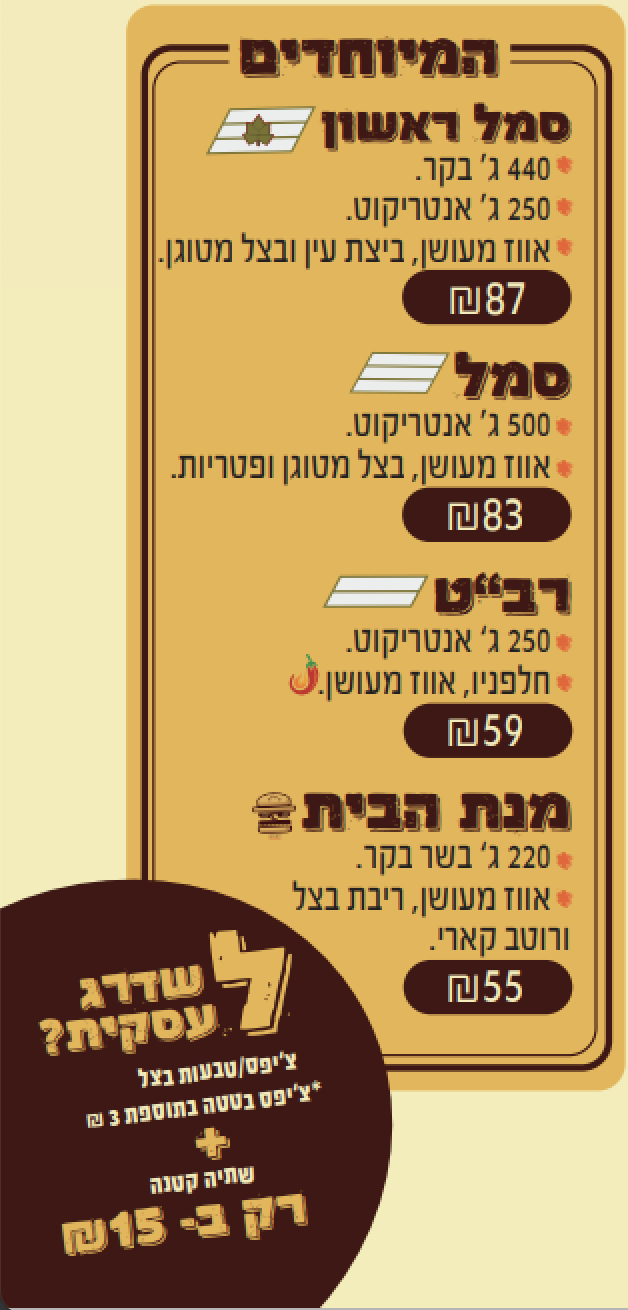 המיוחדים
סמל ראשון
440 ג׳ בקר.
250 ג׳ אנטריקוט.
אווז מעושן, ביצת עין ובצל מטוגן.
₪87
סמל
500 ג׳ אנטריקוט.
אווז מעושן, בצל מטוגן ופטריות.
₪83
רב״ט
250 ג׳ אנטריקוט.
חלפניו, אווז מעושן.
₪59
מנת הבית
220 ג׳ בשר בקר.
אווז מעושן, ריבת בצל
ורוטב קארי.
₪55
לשדרג
עסקית?
צ׳יפס/טבעות בצל
*צ׳יפס בטטה בתוספת 3 ₪
+
שתיה קטנה
רק ב- ₪15